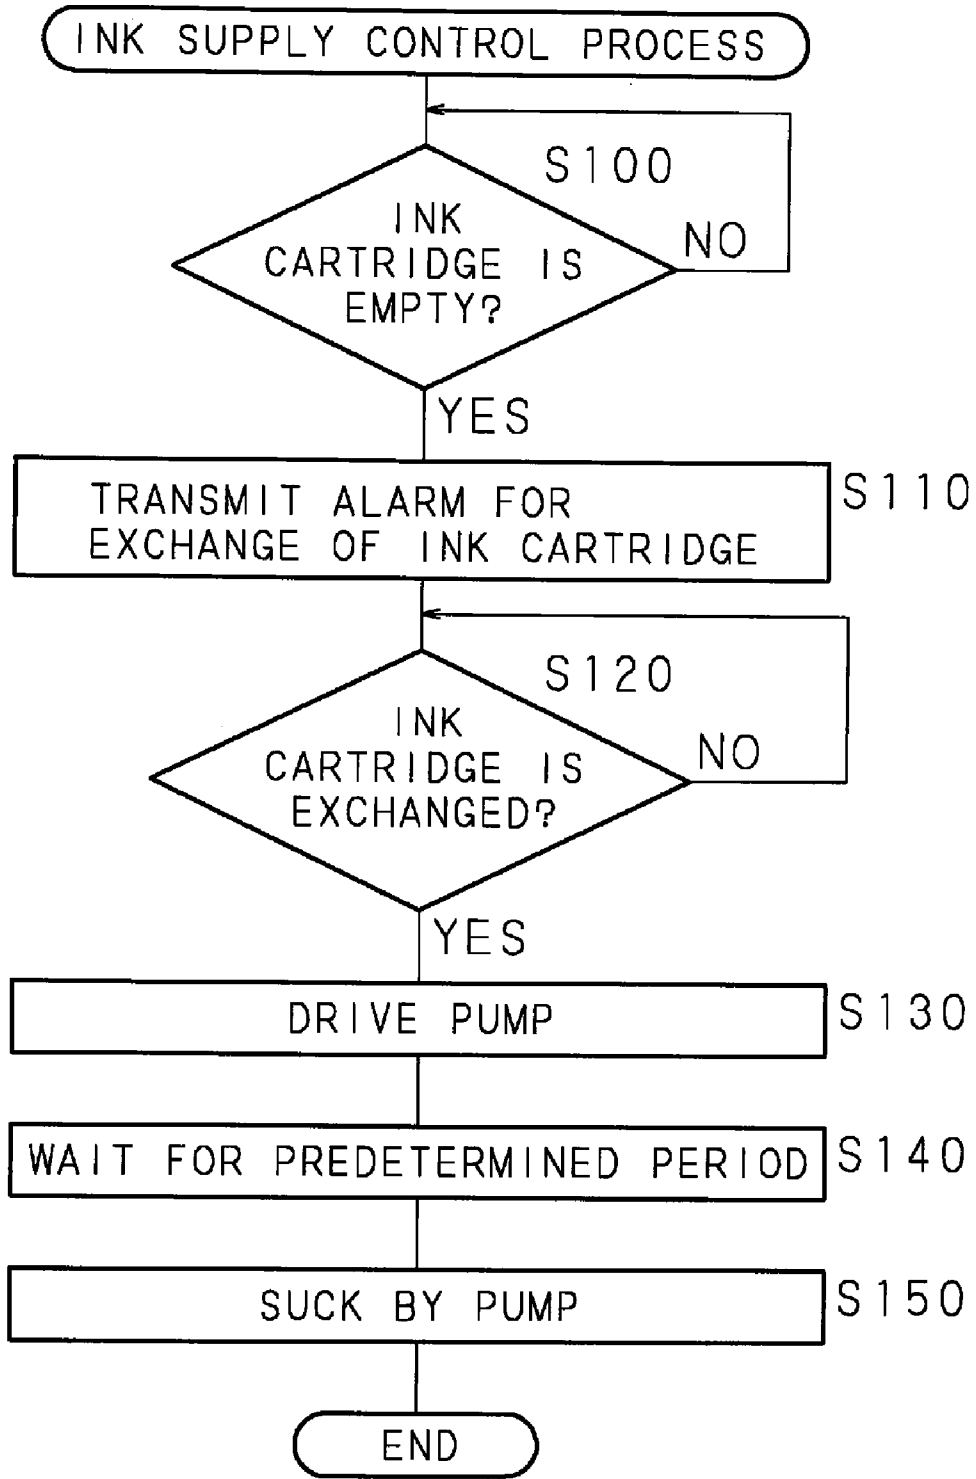 INK SUPPLY CONTROL PROCESS
S100
INK
CARTRIDGE IS
EMPTY?
NO
YES
TRANSMIT ALARM FOR
EXCHANGE OF INK CARTRIDGE
S110
S120
INK
CARTRIDGE IS
EXCHANGED?
NO
YES
DRIVE PUMP
S130
WAIT FOR PREDETERMINED PERIOD
S140
SUCK BY PUMP
S150
END